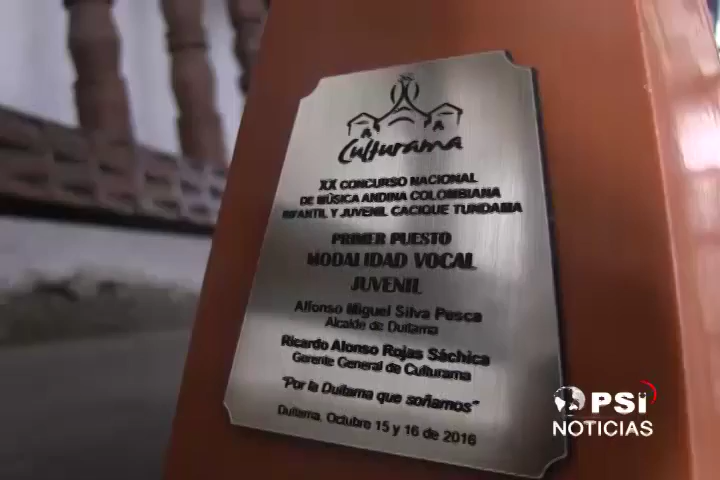 Culturama
XX CONCURSO NACIONAL
DE MÚSICA ANDINA COLOMBIANA
INFANTIL Y JUVENIL CACIQUE TUNDAMA
PRIMER PUESTO
MODALIDAD VOCAL
JUVENIL
Alfonso Miguel Silva Pesca
Alcalde de Duitama
Ricardo Alonso Rojas Sáchica
Gerente General de Culturama
"Por la Duitama que soñamos"
Duitama, Octubre 15 y 16 de 2016
PSi
NOTICIAS